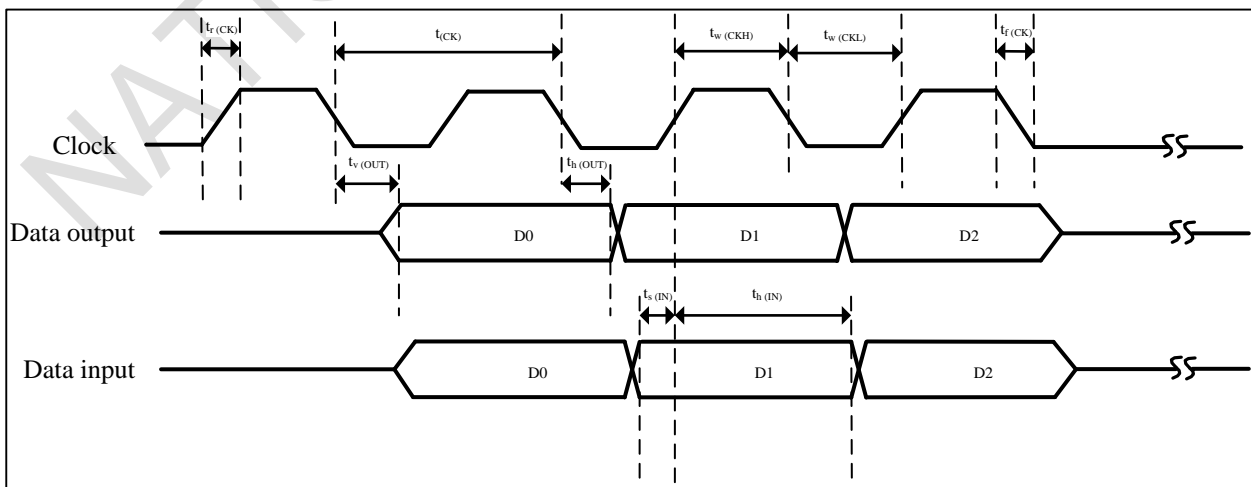 tr (CK)
t(CK)
tw (CKH)
tw (CKL)
tf (CK)
Clock
tv (OUT)
th (OUT)
Data output
D0
D1
D2
ts (IN)
th (IN)
Data input
D0
D1
D2
NATI